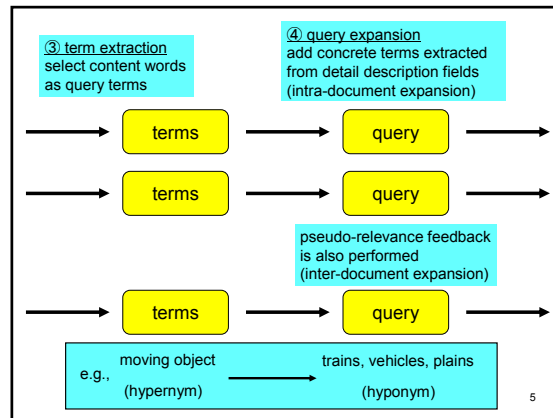 ③ term extraction
select content words
as query terms
④ query expansion
add concrete terms extracted
from detail description fields
(intra-document expansion)
terms
query
terms
query
pseudo-relevance feedback
is also performed
(inter-document expansion)
terms
query
e.g., moving object trains, vehicles, plains
(hypernym) (hyponym)
5